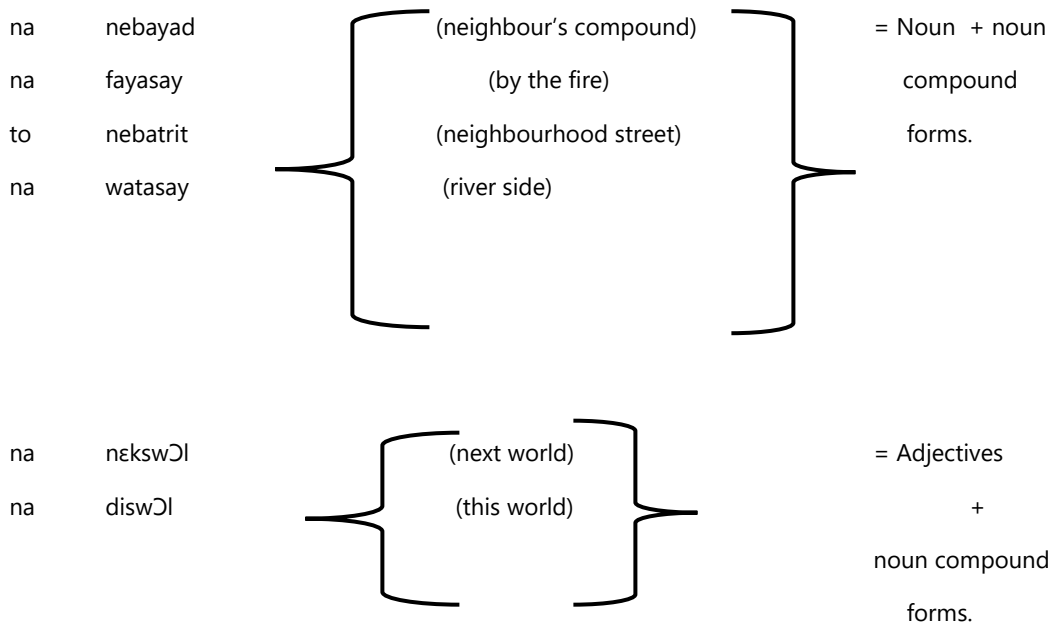 na nebayad (neighbour's compound) = Noun + noun
na fayasay (by the fire) compound
to nebatrit (neighbourhood street) forms.
na watasay (river side)
na nɛkswƆl (next world) = Adjectives
na diswƆl (this world) +
noun compound
forms.